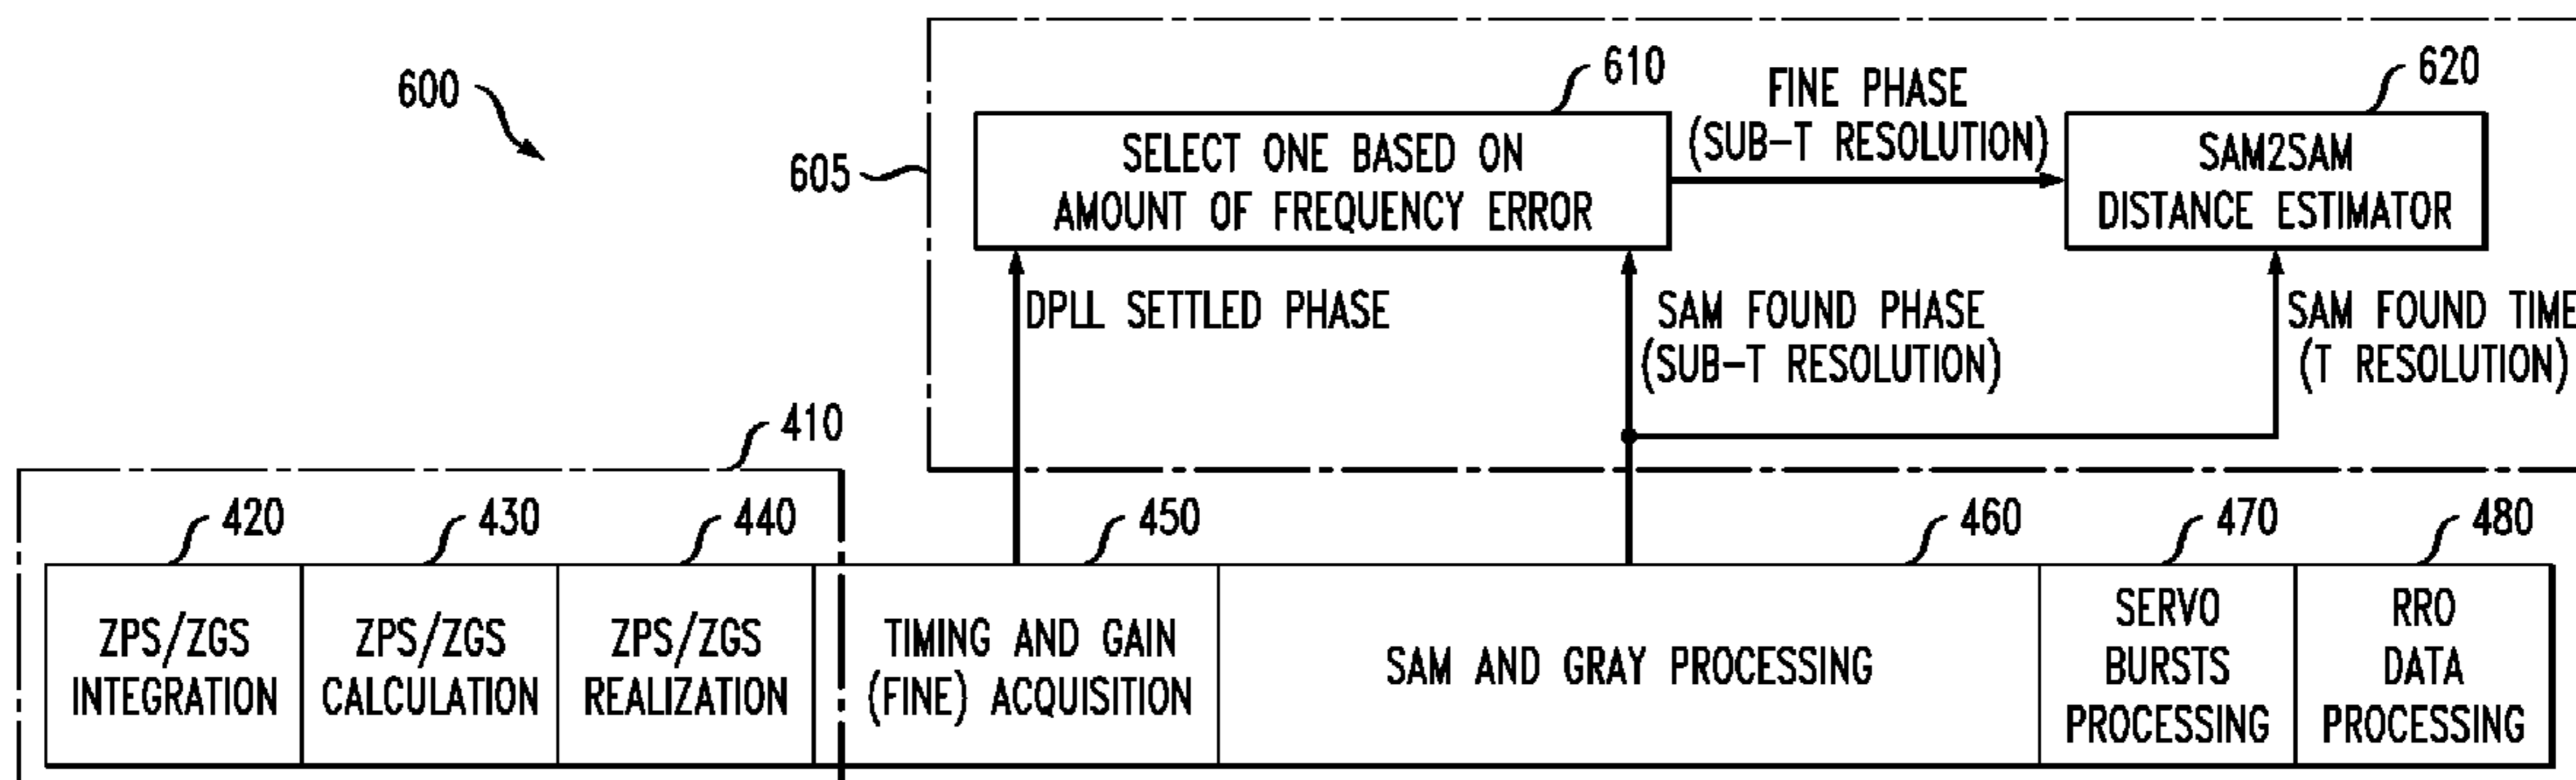 600
605
610
SELECT ONE BASED ON
AMOUNT OF FREQUENCY ERROR
FINE PHASE
(SUB-T RESOLUTION)
620
SAM2SAM
DISTANCE ESTIMATOR
DPLL SETTLED PHASE
SAM FOUND PHASE
(SUB-T RESOLUTION)
SAM FOUND TIME
(T RESOLUTION)
410
420
430
440
450
460
470
480
ZPS/ZGS
INTEGRATION
ZPS/ZGS
CALCULATION
ZPS/ZGS
REALIZATION
TIMING AND GAIN
(FINE) ACQUISITION
SAM AND GRAY PROCESSING
SERVO
BURSTS
PROCESSING
RRO
DATA
PROCESSING